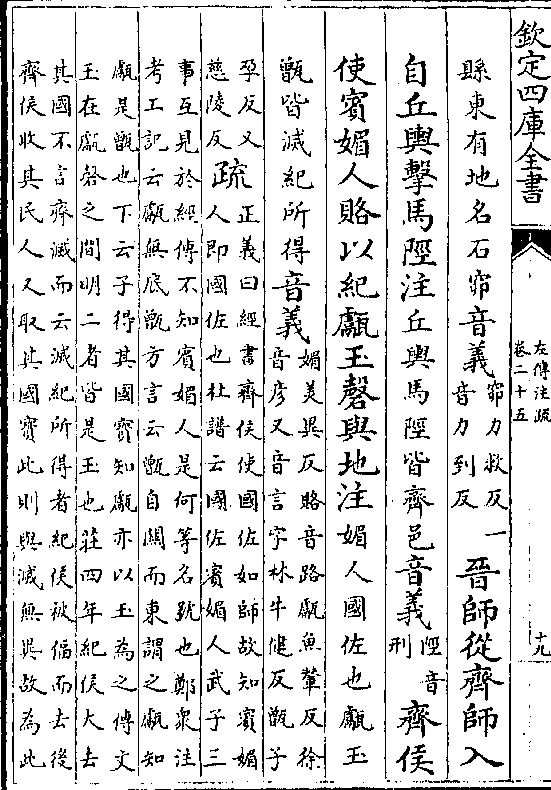 欽定四庫全書
左傳注疏
卷二十五
十九
縣東有地名石窌音義窌力救反一音力到反晉師從齊師入
自丘輿擊馬陘注丘輿馬陘皆齊邑音義陘音刑齊侯
使賓媚人賂以紀甗玉磬與地注媚人國佐也甗玉
甑皆滅紀所得音義媚美兾反賂音路甗魚輦反徐
音彦又音言字林牛健反甑子
孕反又
慈陵反
疏正義曰經書齊侯使國佐如師故知賓媚
人即國佐也杜譜云國佐賓媚人武子三
事互見於經傳不知賓媚人是何等名號也鄭衆注
考工記云甗無底甑方言云甑自關而東謂之甗知
甗是甑也下云子得其國寳知甗亦以玉為之傳文
玉在甗磬之間明二者皆是玉也莊四年紀侯大去
其國不言齊滅而云滅紀所得者紀侯被偪而去後
齊侯收其民人又取其國寳此則與滅無異故為此